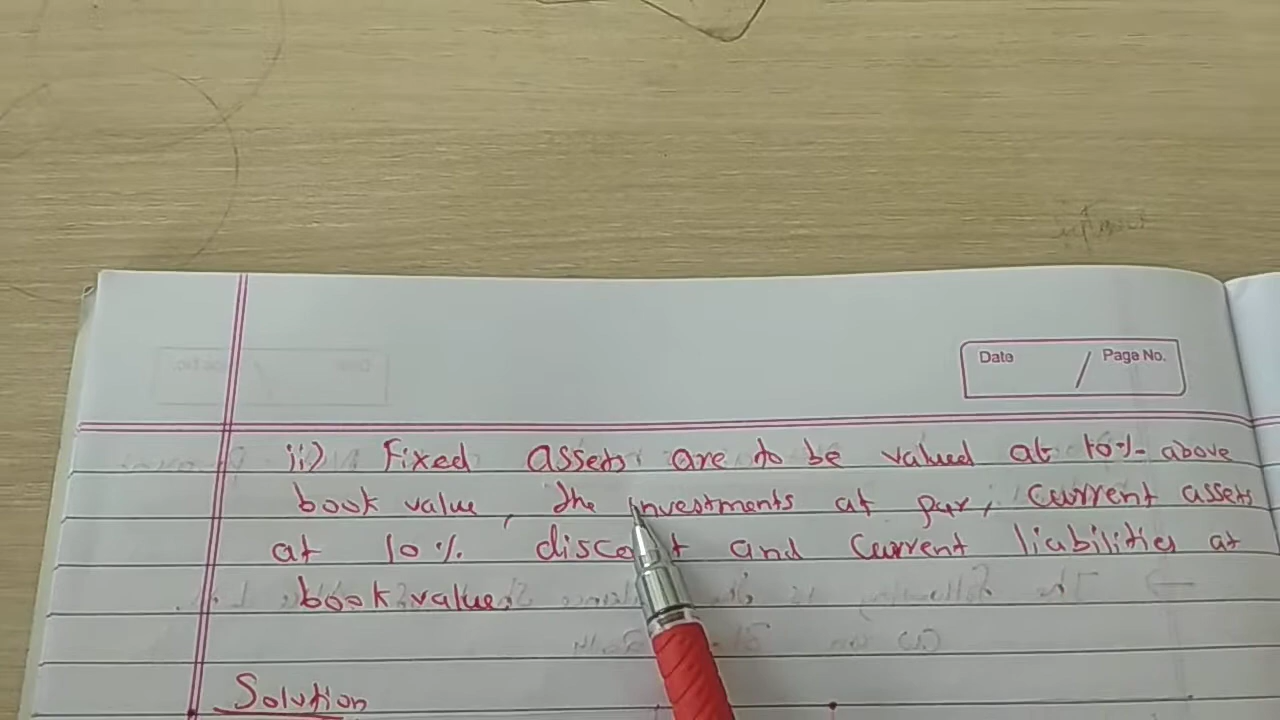 Date / Page No.
ii) Fixed assets are to be valued at 10% above
book value, the investments at par, current assets
at 10% discount and current liabilities at
book value.
Solution